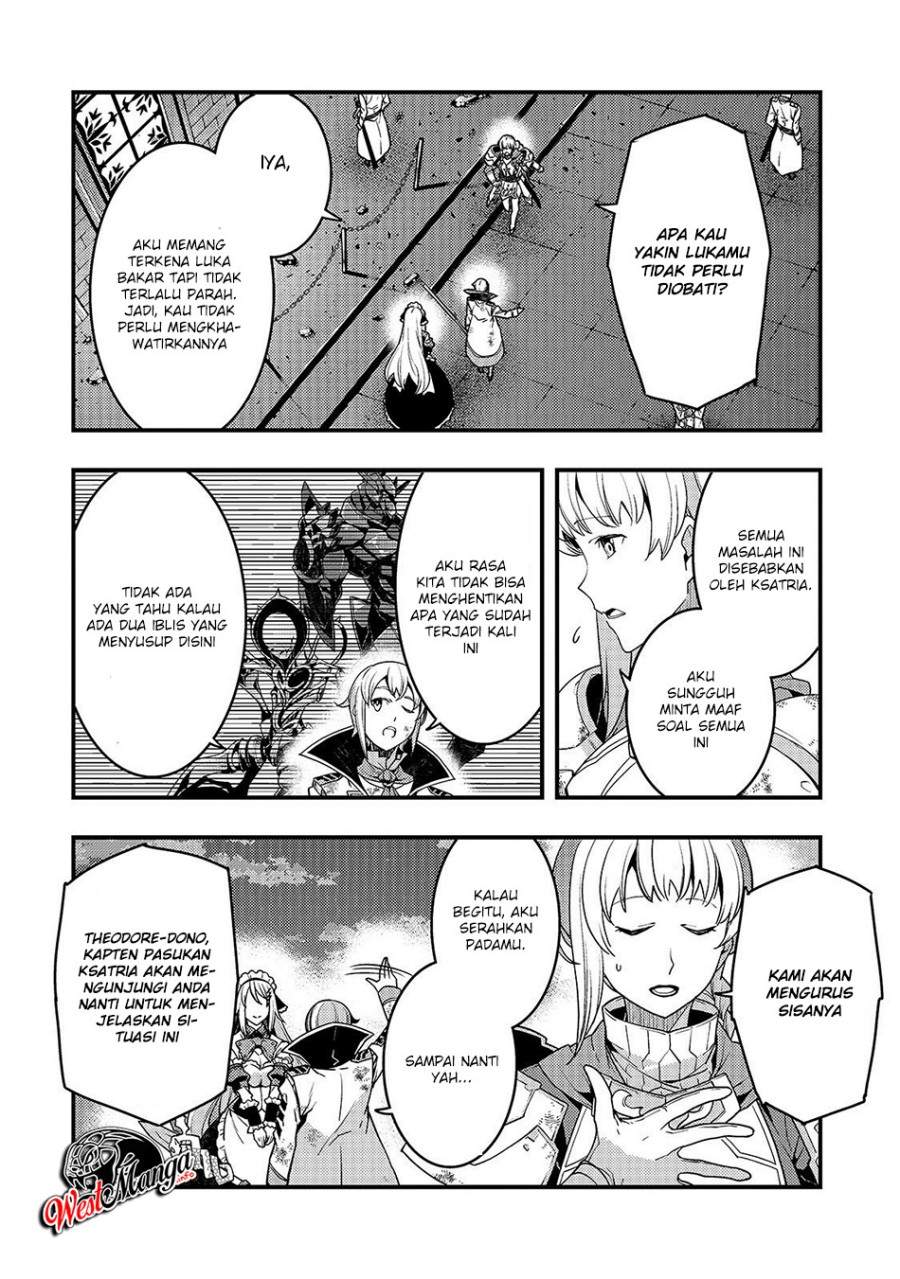 APA KAU
YAKIN LUKAMU
TIDAK PERLU
DIOBATI?
IYA,
AKU MEMANG
TERKENA LUKA
BAKAR TAPI TIDAK
TERLALU PARAH.
JADI, KAU TIDAK
PERLU MENGKHA-
WATIRKANNYA
SEMUA
MASALAH INI
DISEBABKAN
OLEH KSATRIA.
AKU
SUNGGUH
MINTA MAAF
SOAL SEMUA
INI
AKU RASA
KITA TIDAK BISA
MENGHENTIKAN
APA YANG SUDAH
TERJADI KALI
INI
TIDAK ADA
YANG TAHU KALAU
ADA DUA IBLIS YANG
MENYUSUP DISINI
KAMI AKAN
MENGURUS
SISANYA
KALAU
BEGITU, AKU
SERAHKAN
PADAMU.
SAMPAI NANTI
YAH...
THEODORE-DONO,
KAPTEN PASUKAN
KSATRIA AKAN ME-
NGUNJUNGI ANDA
NANTI UNTUK MEN-
JELASKAN SI-
TUASI INI
WestManga
.info